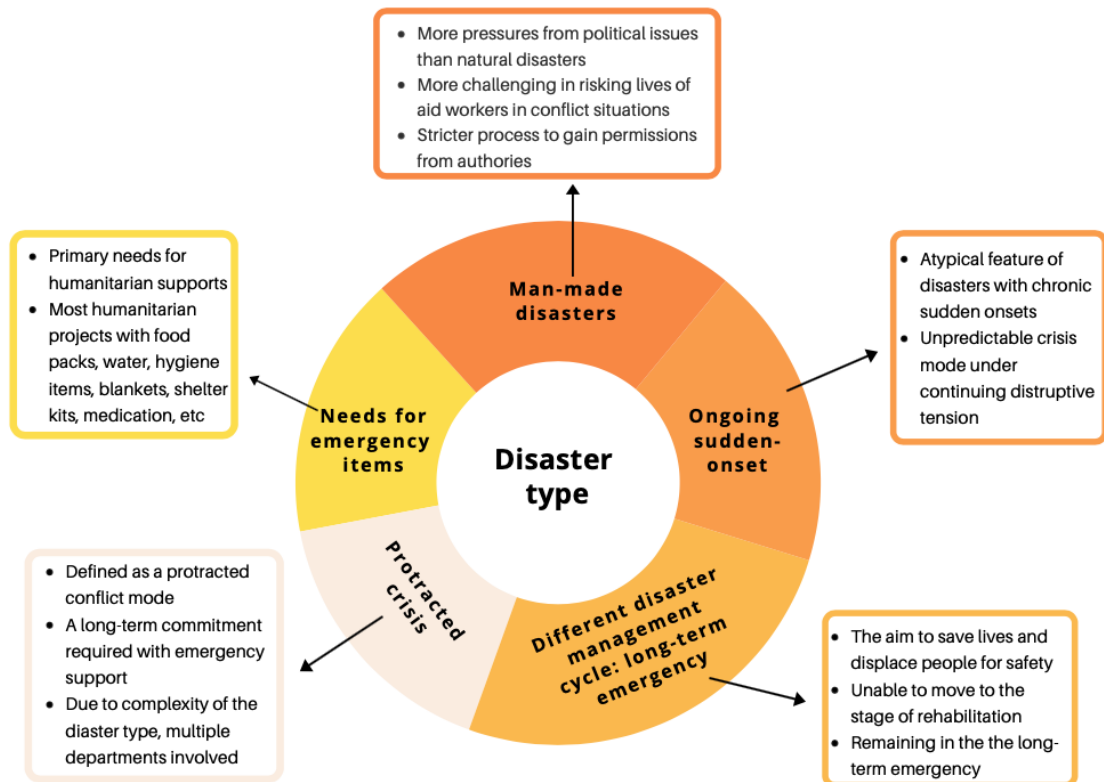 • More pressures from political issues
than natural disasters
• More challenging in risking lives of
aid workers in conflict situations
• Stricter process to gain permissions
from authories
• Primary needs for
humanitarian supports
• Most humanitarian
projects with food
packs, water, hygiene
items, blankets, shelter
kits, medication, etc
Man-made
disasters
• Atypical feature of
disasters with chronic
sudden onsets
• Unpredictable crisis
mode under
continuing distruptive
tension
Needs for
emergency
items
Disaster
type
Ongoing
sudden-
onset
• Defined as a protracted
conflict mode
• A long-term commitment
required with emergency
support
• Due to complexity of the
diaster type, multiple
departments involved
Protracted
crisis
Different disaster
management
cycle: long-term
emergency
• The aim to save lives and
displace people for safety
• Unable to move to the
stage of rehabilitation
• Remaining in the the long-
term emergency